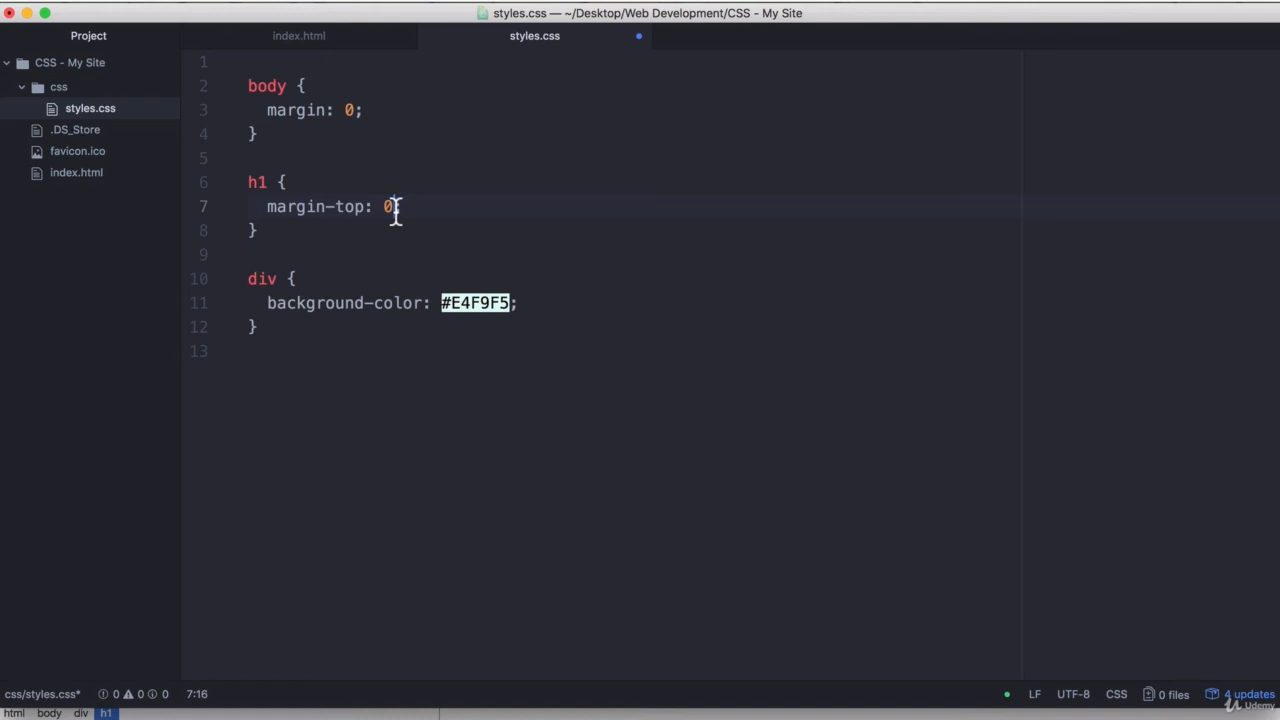 styles.css — ~/Desktop/Web Development/CSS - My Site
Project
index.html
styles.css
CSS - My Site
css
styles.css
.DS_Store
favicon.ico
index.html
1
2 body {
3 margin: 0;
4 }
5
6 h1 {
7 margin-top: 0;
8 }
9
10 div {
11 background-color: #E4F9F5;
12 }
13
css/styles.css* 0 0 0 7:16 LF UTF-8 CSS 0 files 4 updates
Udemy
html body div h1